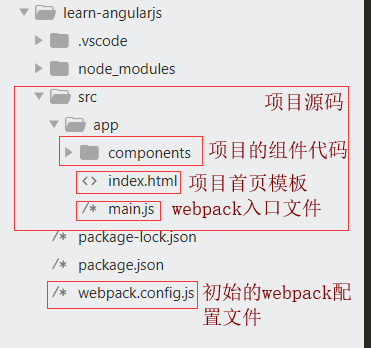 learn-angularjs
.vscode
node_modules
src 项目源码
app
components 项目的组件代码
<> index.html 项目首页模板
/* main.js webpack入口文件
/* package-lock.json
/* package.json
/* webpack.config.js 初始的webpack配
置文件